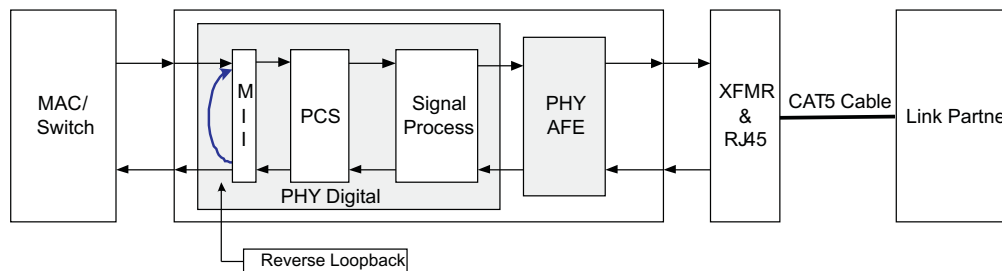 MAC/
Switch
M
I
I
PCS
Signal
Process
PHY Digital
PHY
AFE
XFMR
&
RJ45
CAT5 Cable
Link Partne
Reverse Loopback